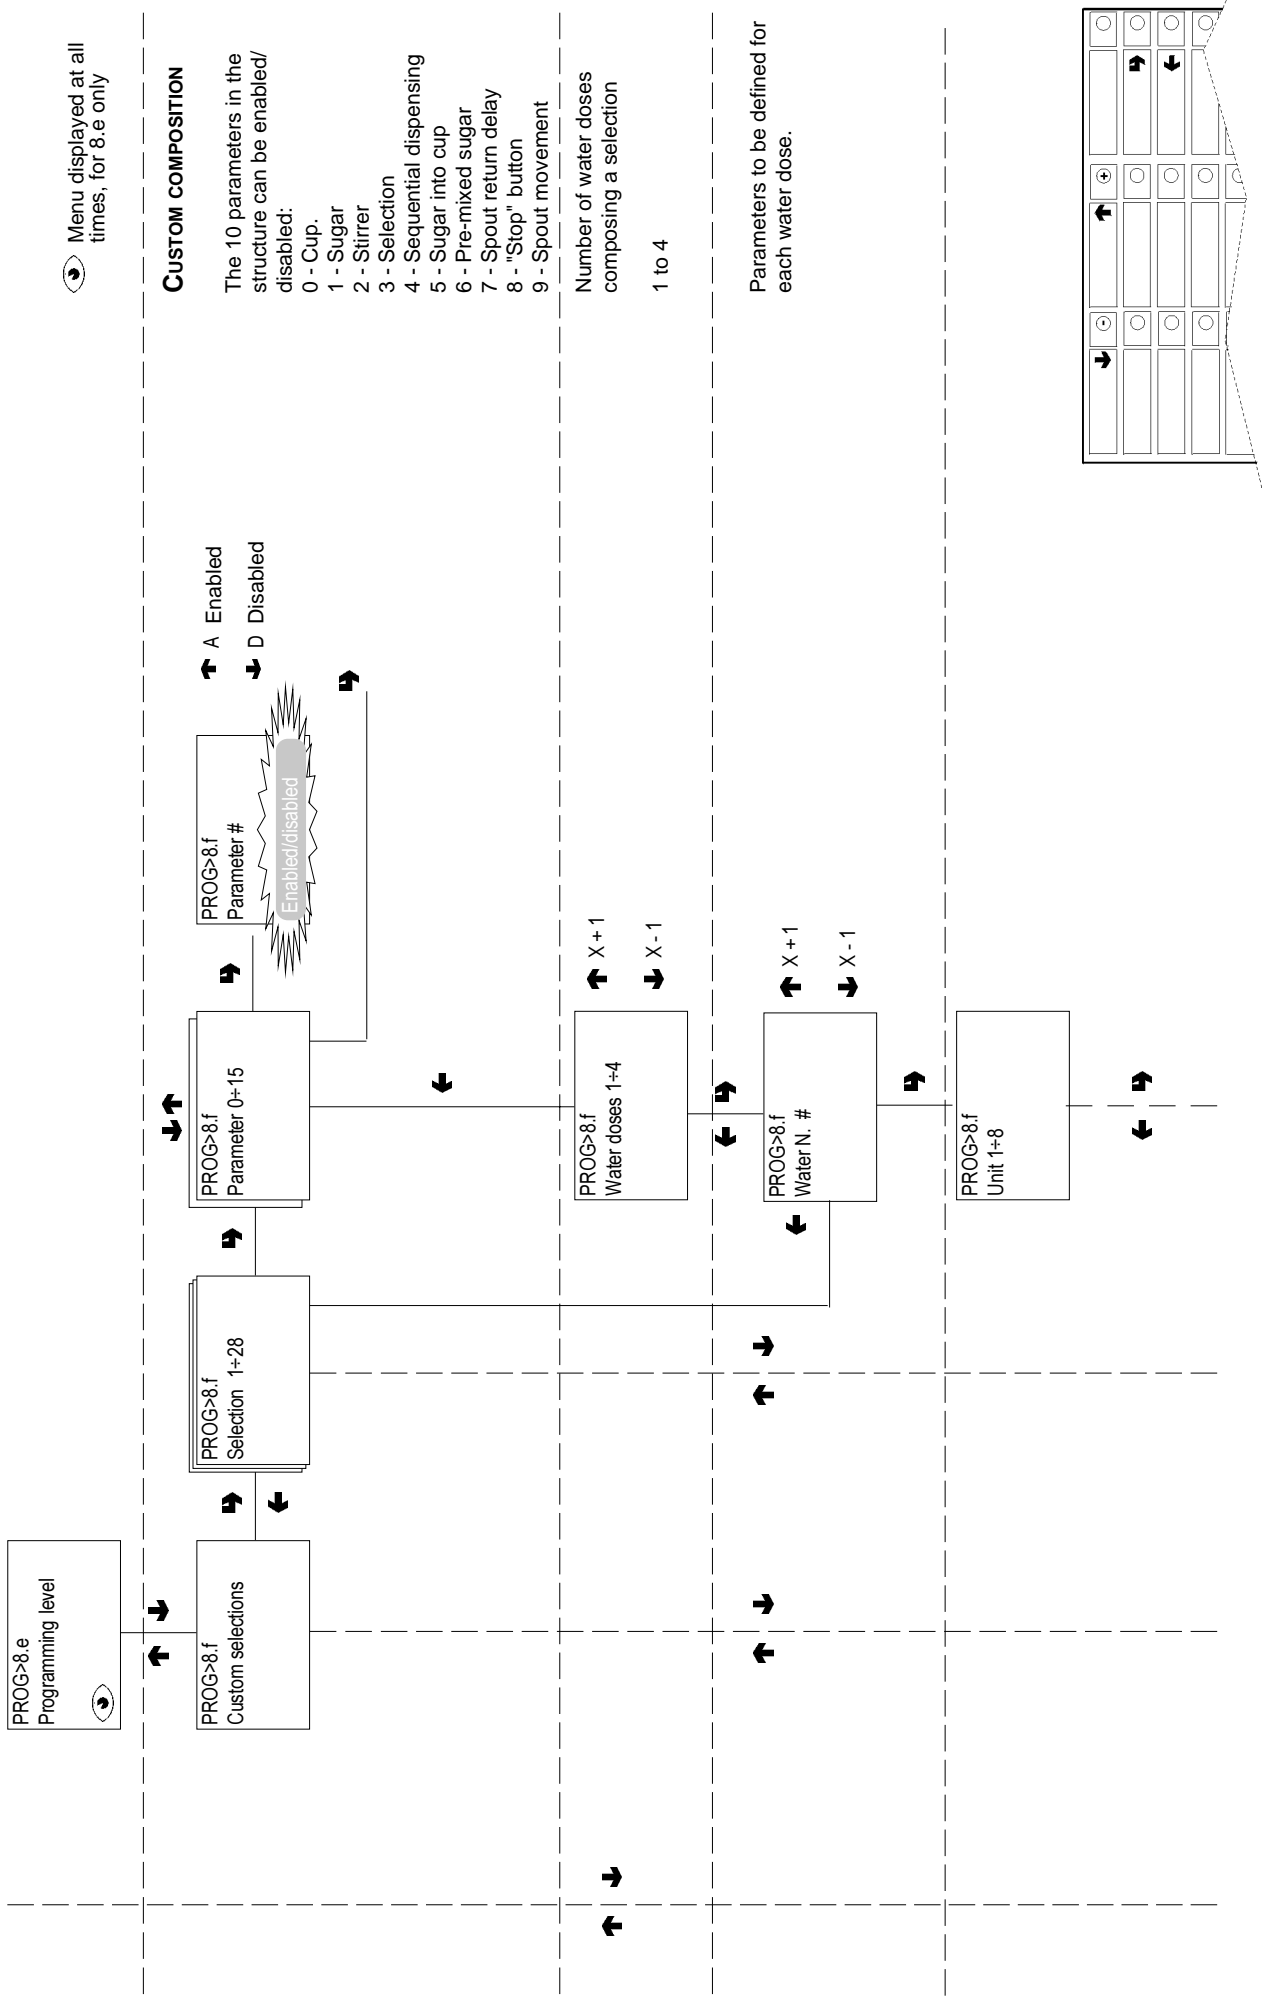 PROG>8.e
Programming level
Menu displayed at all
times, for 8.e only
PROG>8.f
Custom selections
PROG>8.f
Selection 1÷28
PROG>8.f
Parameter 0÷15
PROG>8.f
Parameter #
Enabled/disabled
A Enabled
D Disabled
CUSTOM COMPOSITION
The 10 parameters in the
structure can be enabled/
disabled:
0 - Cup.
1 - Sugar
2 - Stirrer
3 - Selection
4 - Sequential dispensing
5 - Sugar into cup
6 - Pre-mixed sugar
7 - Spout return delay
8 - "Stop" button
9 - Spout movement
PROG>8.f
Water doses 1÷4
X + 1
X - 1
Number of water doses
composing a selection
1 to 4
PROG>8.f
Water N. #
X + 1
X - 1
Parameters to be defined for
each water dose.
PROG>8.f
Unit 1÷8
-
+